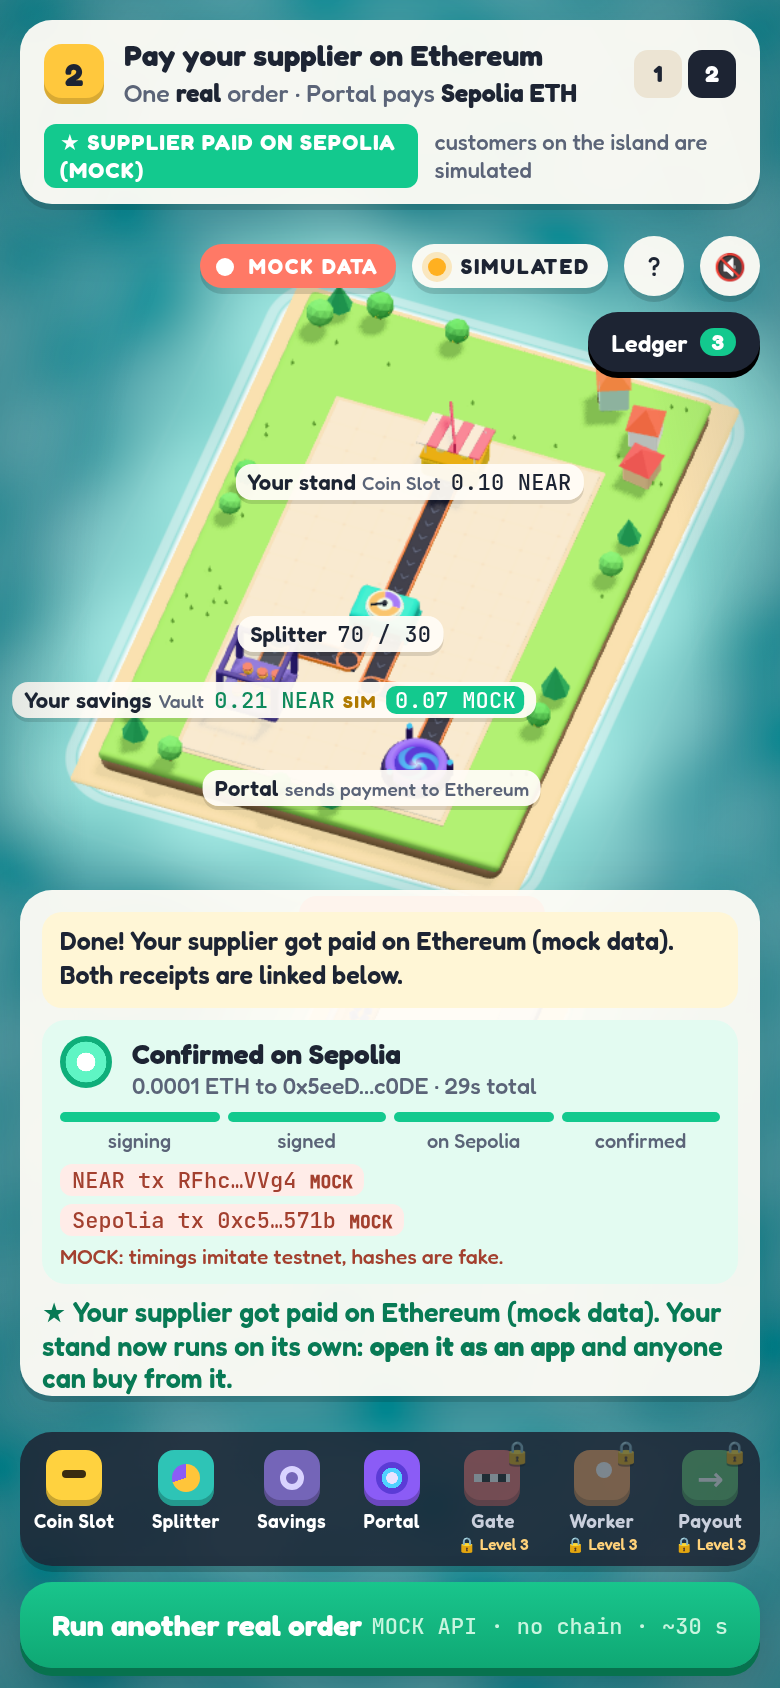 2
Pay your supplier on Ethereum
One real order · Portal pays Sepolia ETH
1 2
★ SUPPLIER PAID ON SEPOLIA (MOCK)
customers on the island are simulated
MOCK DATA
SIMULATED
?
Ledger 3
Your stand Coin Slot 0.10 NEAR
Splitter 70 / 30
Your savings Vault 0.21 NEAR SIM 0.07 MOCK
Portal sends payment to Ethereum
Done! Your supplier got paid on Ethereum (mock data).
Both receipts are linked below.
Confirmed on Sepolia
0.0001 ETH to 0x5eeD…c0DE · 29s total
signing signed on Sepolia confirmed
NEAR tx RFhc…VVg4 MOCK
Sepolia tx 0xc5…571b MOCK
MOCK: timings imitate testnet, hashes are fake.
★ Your supplier got paid on Ethereum (mock data). Your
stand now runs on its own: open it as an app and anyone
can buy from it.
Coin Slot Splitter Savings Portal Gate Worker Payout
Level 3 Level 3 Level 3
Run another real order MOCK API · no chain · ~30 s